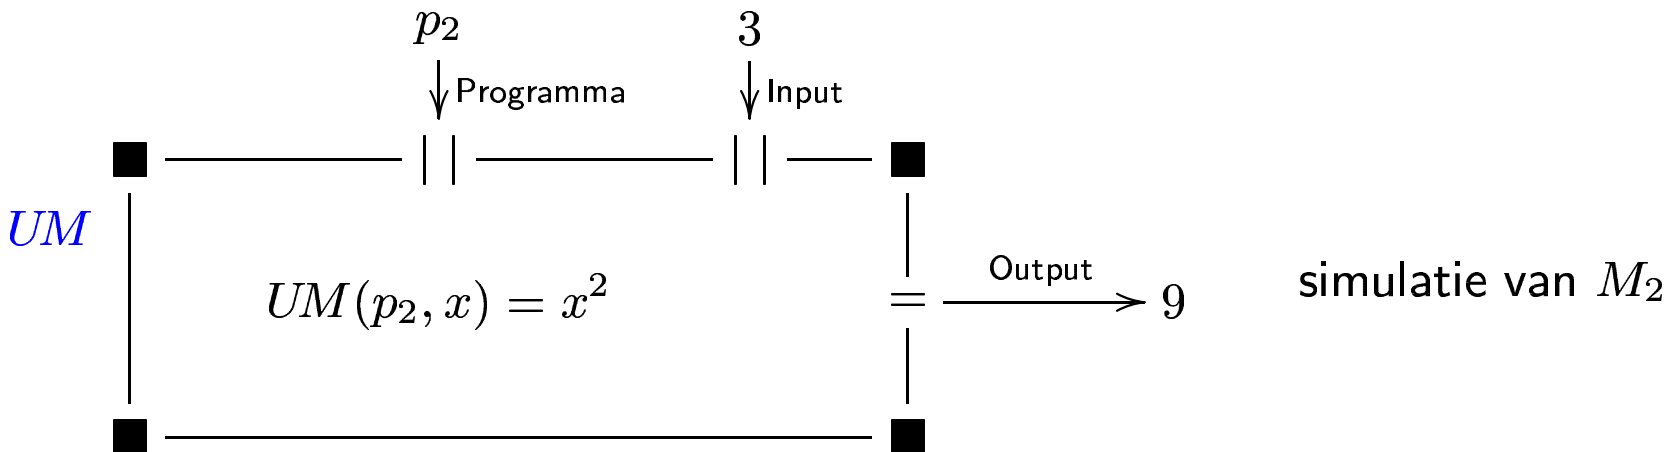 p₂ 3
Programma Input
UM
UM(p₂, x) = x²
Output
9
simulatie van M₂